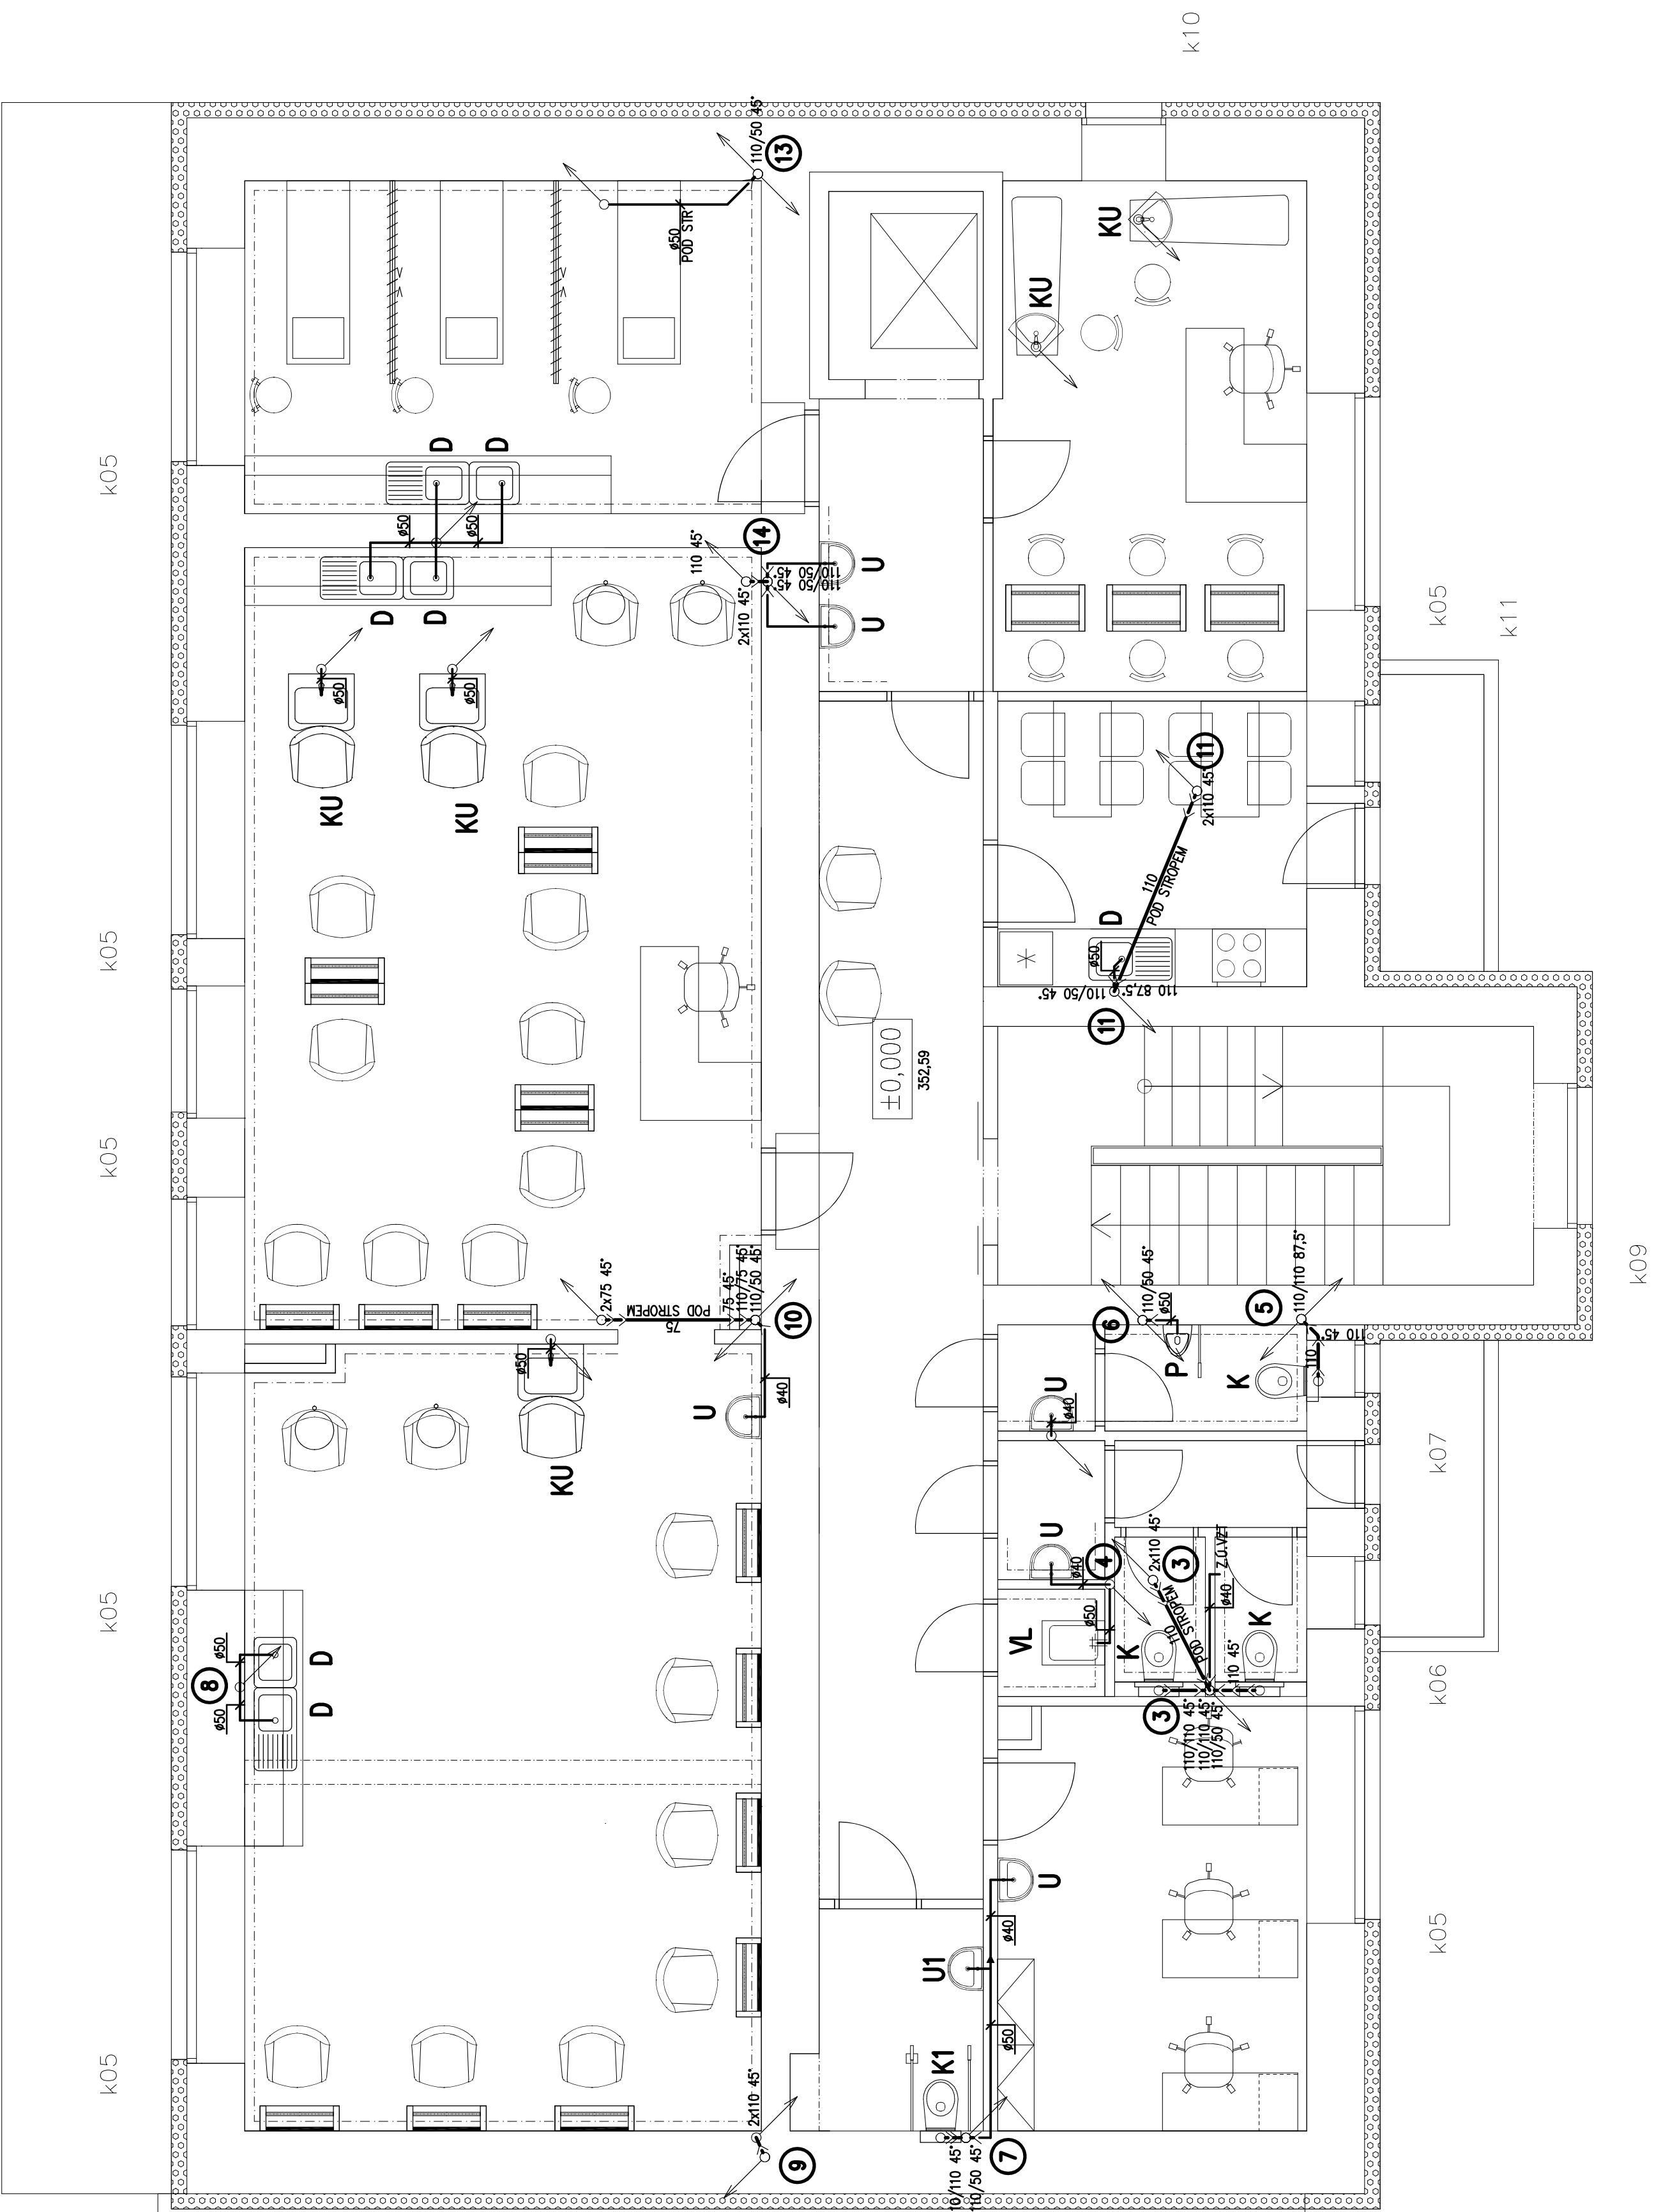 k10
110/50 45°
13
ø50
POD STR
KU
KU
k05
D
D
ø50
ø50
14
110 45°
110/50 45°
110/50 45°
2x110 45°
U
U
D
D
k05
k11
ø50
ø50
KU
KU
11
2x110 45°
110
POD STROPEM
D
ø50
110/50 45°
110 87,5°
11
k05
±0,000
352,59
k05
k09
2x75 45°
75
POD STROPEM
75 45°
110/75 45°
110/50 45°
10
110/50 45°
ø50
6
110/110 87,5°
5
110 45°
110
P
K
ø50
ø40
U
U
ø40
KU
k07
U
ø40
4
2x110 45°
3
Z.O.VZT
ø40
110
POD STROPEM
ø50
VL
K
K
110 45°
3
110/110 45°
110/110 45°
110/50 45°
k05
k06
ø50
8
ø50
D
D
U
ø40
U1
k05
ø50
K1
k05
2x110 45°
9
7
110/50 45°